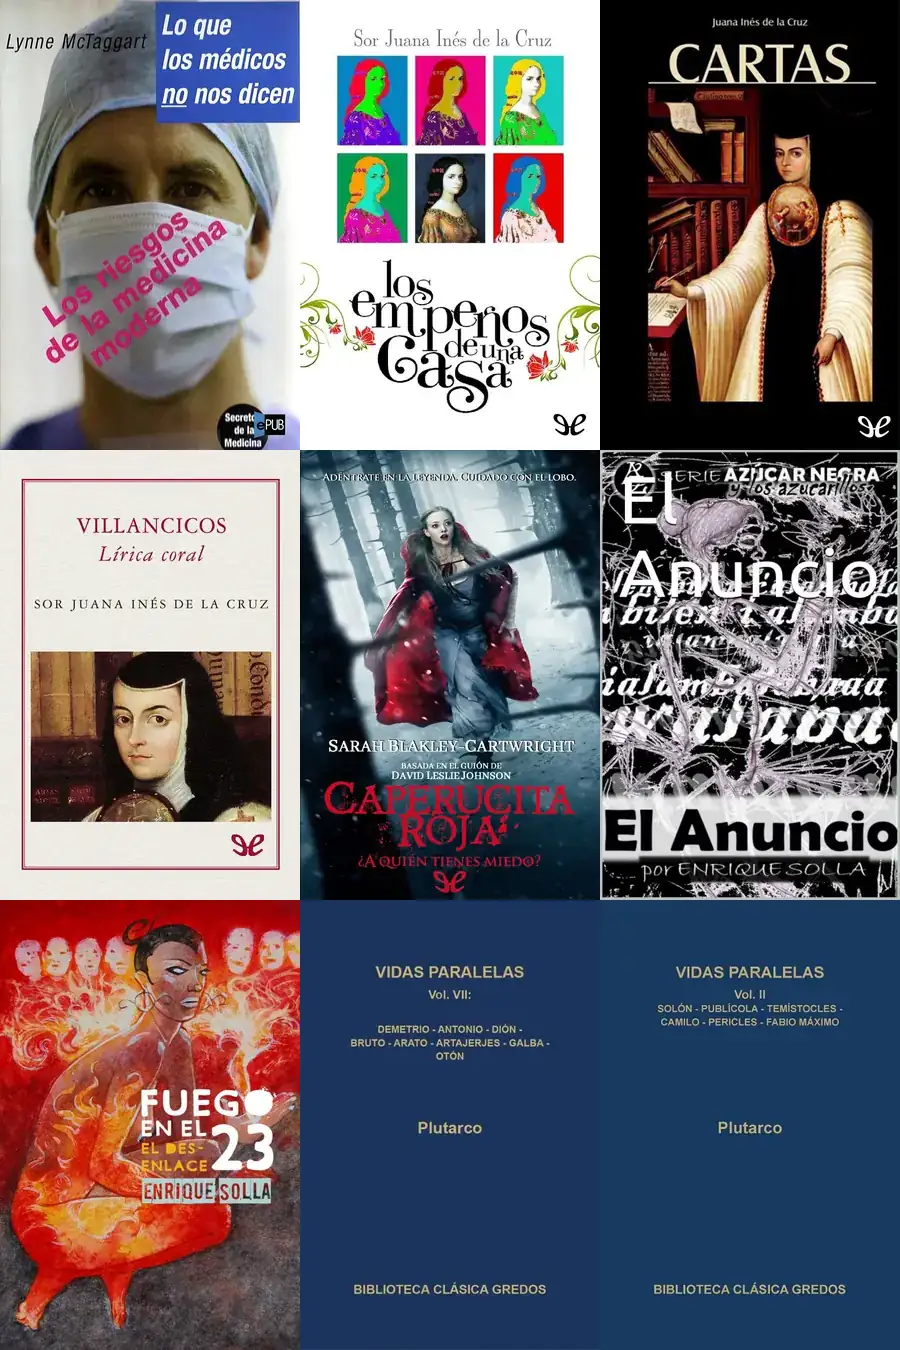 Lynne McTaggart
Lo que
los médicos
no nos dicen
Los riesgos
de la medicina
moderna
Secreto
de la
Medicina
ePUB
Sor Juana Inés de la Cruz
los
empeños
de una
casa
Juana Inés de la Cruz
CARTAS
VILLANCICOS
Lírica coral
SOR JUANA INÉS DE LA CRUZ
ADÉNTRATE EN LA LEYENDA. CUIDADO CON EL LOBO.
SARAH BLAKLEY-CARTWRIGHT
BASADA EN EL GUIÓN DE
DAVID LESLIE JOHNSON
CAPERUCITA
ROJA
¿A QUIÉN TIENES MIEDO?
SERIE AZÚCAR NEGRA
y los azucarillos
El
Anuncio
El Anuncio
por ENRIQUE SOLLA
FUEGO
EN EL 23
EL DES-
ENLACE
ENRIQUE SOLLA
VIDAS PARALELAS
Vol. VII:
DEMETRIO - ANTONIO - DIÓN -
BRUTO - ARATO - ARTAJERJES - GALBA -
OTÓN
Plutarco
BIBLIOTECA CLÁSICA GREDOS
VIDAS PARALELAS
Vol. II
SOLÓN - PUBLÍCOLA - TEMÍSTOCLES -
CAMILO - PERICLES - FABIO MÁXIMO
Plutarco
BIBLIOTECA CLÁSICA GREDOS